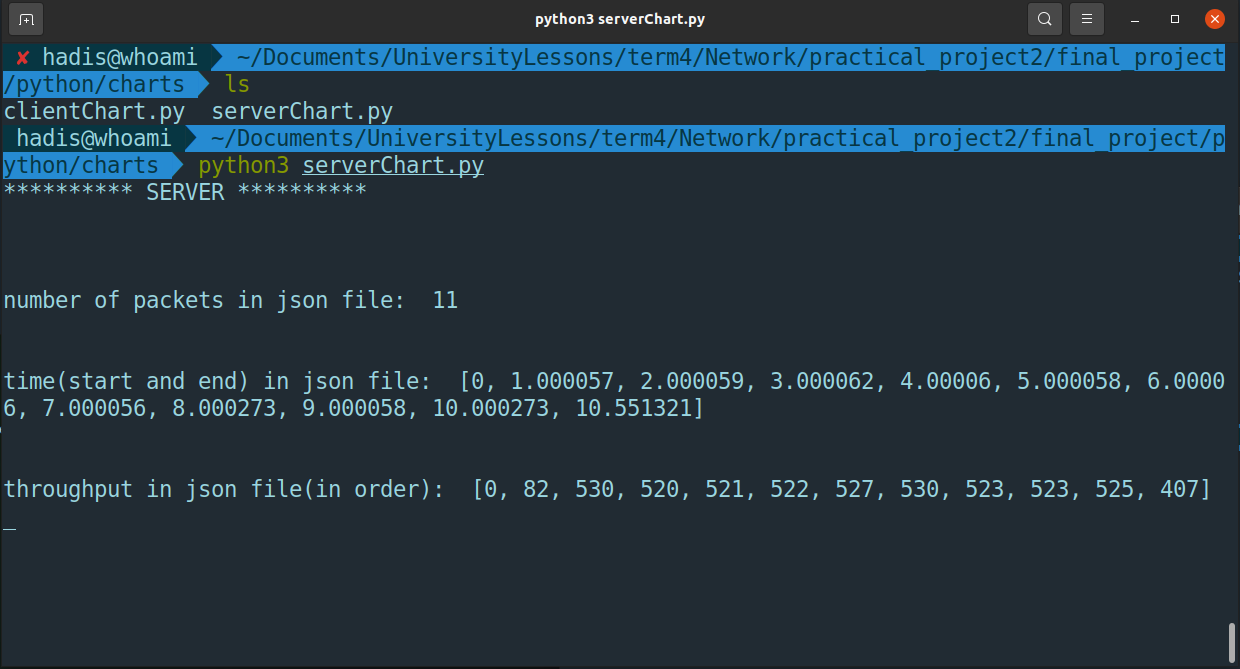 python3 serverChart.py
✘ hadis@whoami ~/Documents/UniversityLessons/term4/Network/practical_project2/final_project
/python/charts ls
clientChart.py serverChart.py
hadis@whoami ~/Documents/UniversityLessons/term4/Network/practical_project2/final_project/p
ython/charts python3 serverChart.py
********** SERVER **********
number of packets in json file: 11
time(start and end) in json file: [0, 1.000057, 2.000059, 3.000062, 4.00006, 5.000058, 6.0000
6, 7.000056, 8.000273, 9.000058, 10.000273, 10.551321]
throughput in json file(in order): [0, 82, 530, 520, 521, 522, 527, 530, 523, 523, 525, 407]